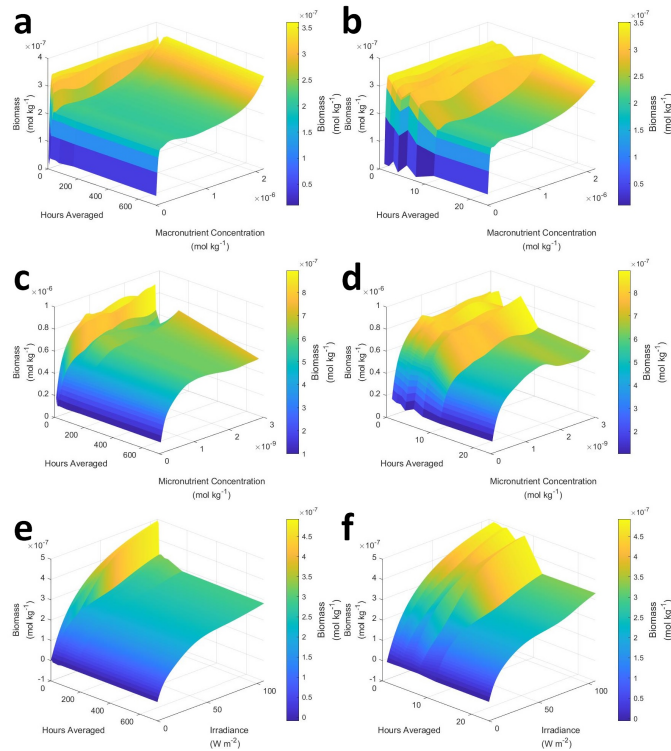 a
×10⁻⁷
4
3
2
1
0
Biomass
(mol kg⁻¹)
200
400
600
Hours Averaged
0
1
2
×10⁻⁶
Macronutrient Concentration
(mol kg⁻¹)
×10⁻⁷
3.5
3
2.5
2
1.5
1
0.5
Biomass
(mol kg⁻¹)
b
×10⁻⁷
4
3
2
1
0
Biomass
(mol kg⁻¹)
10
20
Hours Averaged
0
1
2
×10⁻⁶
Macronutrient Concentration
(mol kg⁻¹)
×10⁻⁷
3.5
3
2.5
2
1.5
1
0.5
Biomass
(mol kg⁻¹)
c
×10⁻⁶
1
0.8
0.6
0.4
0.2
0
Biomass
(mol kg⁻¹)
0
200
400
600
Hours Averaged
0
1
2
3
×10⁻⁹
Micronutrient Concentration
(mol kg⁻¹)
×10⁻⁷
8
7
6
5
4
3
2
1
Biomass
(mol kg⁻¹)
d
×10⁻⁶
1
0.8
0.6
0.4
0.2
0
Biomass
(mol kg⁻¹)
10
20
Hours Averaged
0
1
2
3
×10⁻⁹
Micronutrient Concentration
(mol kg⁻¹)
×10⁻⁷
8
7
6
5
4
3
2
Biomass
(mol kg⁻¹)
e
×10⁻⁷
5
4
3
2
1
0
-1
Biomass
(mol kg⁻¹)
0
200
400
600
Hours Averaged
0
50
100
Irradiance
(W m⁻²)
×10⁻⁷
4.5
4
3.5
3
2.5
2
1.5
1
0.5
0
Biomass
(mol kg⁻¹)
f
×10⁻⁷
5
4
3
2
1
0
-1
Biomass
(mol kg⁻¹)
0
10
20
Hours Averaged
0
50
100
Irradiance
(W m⁻²)
×10⁻⁷
4.5
4
3.5
3
2.5
2
1.5
1
0.5
0
Biomass
(mol kg⁻¹)